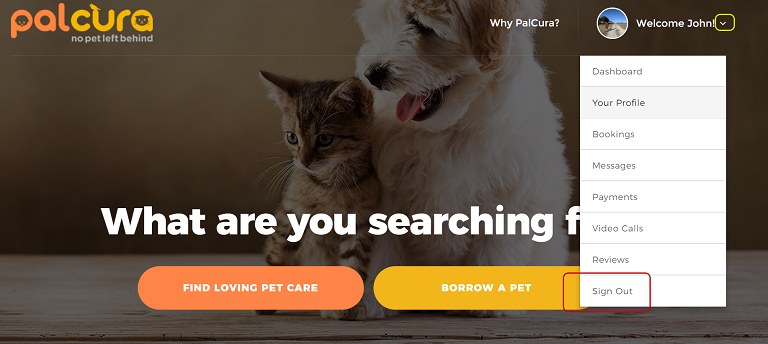 palcura
no pet left behind
Why PalCura?
Welcome John!
Dashboard
Your Profile
Bookings
Messages
Payments
Video Calls
Reviews
Sign Out
What are you searching f
FIND LOVING PET CARE
BORROW A PET